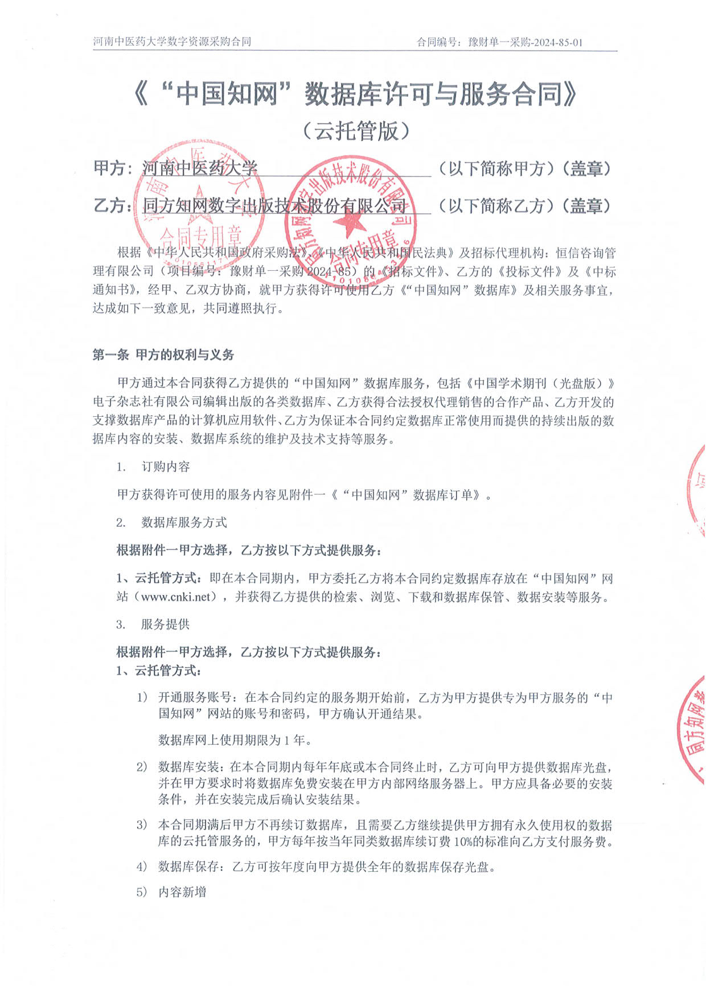 河南中医药大学数字资源采购合同 合同编号：豫财单一采购-2024-85-01
《“中国知网”数据库许可与服务合同》
（云托管版）
甲方：河南中医药大学 （以下简称甲方）（盖章）
乙方：同方知网数字出版技术股份有限公司 （以下简称乙方）（盖章）
河南中医药大学
合同专用章
同方知网数字出版技术股份有限公司
合同专用章
根据《中华人民共和国政府采购法》、《中华人民共和国民法典》及招标代理机构：恒信咨询管
理有限公司（项目编号：豫财单一采购-2024-85）的《招标文件》、乙方的《投标文件》及《中标
通知书》，经甲、乙双方协商，就甲方获得许可使用乙方《“中国知网”数据库》及相关服务事宜，
达成如下一致意见，共同遵照执行。
第一条 甲方的权利与义务
甲方通过本合同获得乙方提供的“中国知网”数据库服务，包括《中国学术期刊（光盘版）》
电子杂志社有限公司编辑出版的各类数据库、乙方获得合法授权代理销售的合作产品、乙方开发的
支撑数据库产品的计算机应用软件、乙方为保证本合同约定数据库正常使用而提供的持续出版的数
据库内容的安装、数据库系统的维护及技术支持等服务。
1. 订购内容
甲方获得许可使用的服务内容见附件一《“中国知网”数据库订单》。
2. 数据库服务方式
根据附件一甲方选择，乙方按以下方式提供服务：
1、云托管方式：即在本合同期内，甲方委托乙方将本合同约定数据库存放在“中国知网”网
站（www.cnki.net），并获得乙方提供的检索、浏览、下载和数据库保管、数据安装等服务。
3. 服务提供
根据附件一甲方选择，乙方按以下方式提供服务：
1、云托管方式：
1） 开通服务账号：在本合同约定的服务期开始前，乙方为甲方提供专为甲方服务的“中
国知网”网站的账号和密码，甲方确认开通结果。
数据库网上使用期限为 1 年。
2） 数据库安装：在本合同期内每年年底或本合同终止时，乙方可向甲方提供数据库光盘，
并在甲方要求时将数据库免费安装在甲方内部网络服务器上。甲方应具备必要的安装
条件，并在安装完成后确认安装结果。
3） 本合同期满后甲方不再续订数据库，且需要乙方继续提供甲方拥有永久使用权的数据
库的云托管服务的，甲方每年按当年同类数据库续订费 10%的标准向乙方支付服务费。
4） 数据库保存：乙方可按年度向甲方提供全年的数据库保存光盘。
5） 内容新增
河
同方知网数